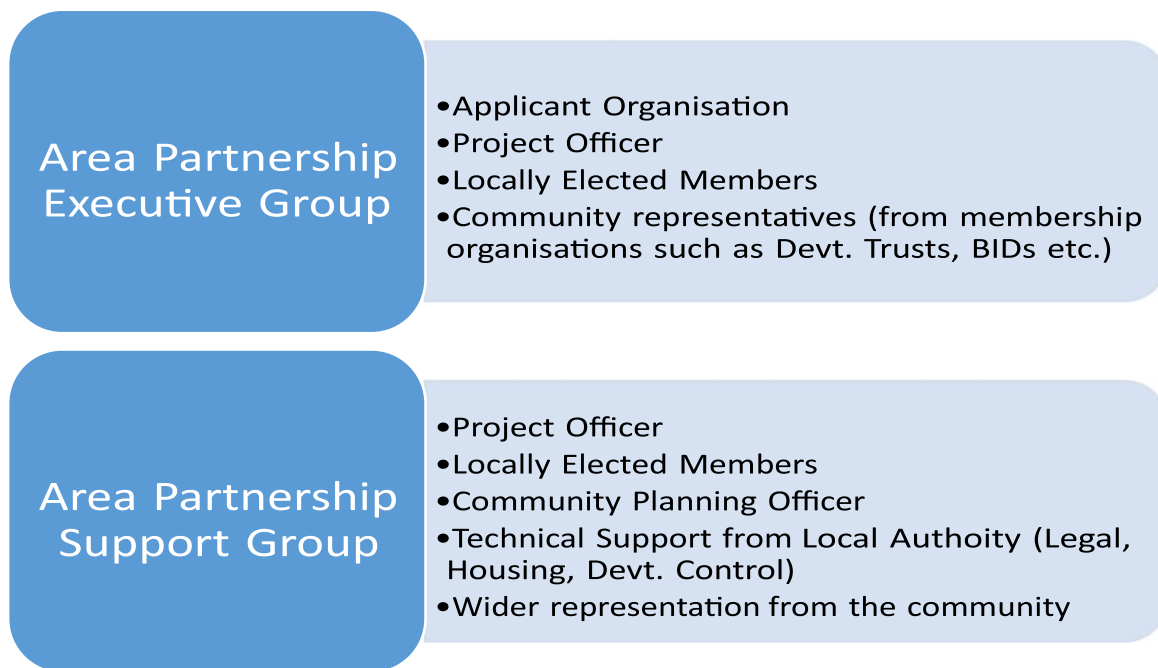 Area Partnership
Executive Group
•Applicant Organisation
•Project Officer
•Locally Elected Members
•Community representatives (from membership
organisations such as Devt. Trusts, BIDs etc.)
Area Partnership
Support Group
•Project Officer
•Locally Elected Members
•Community Planning Officer
•Technical Support from Local Authoity (Legal,
Housing, Devt. Control)
•Wider representation from the community